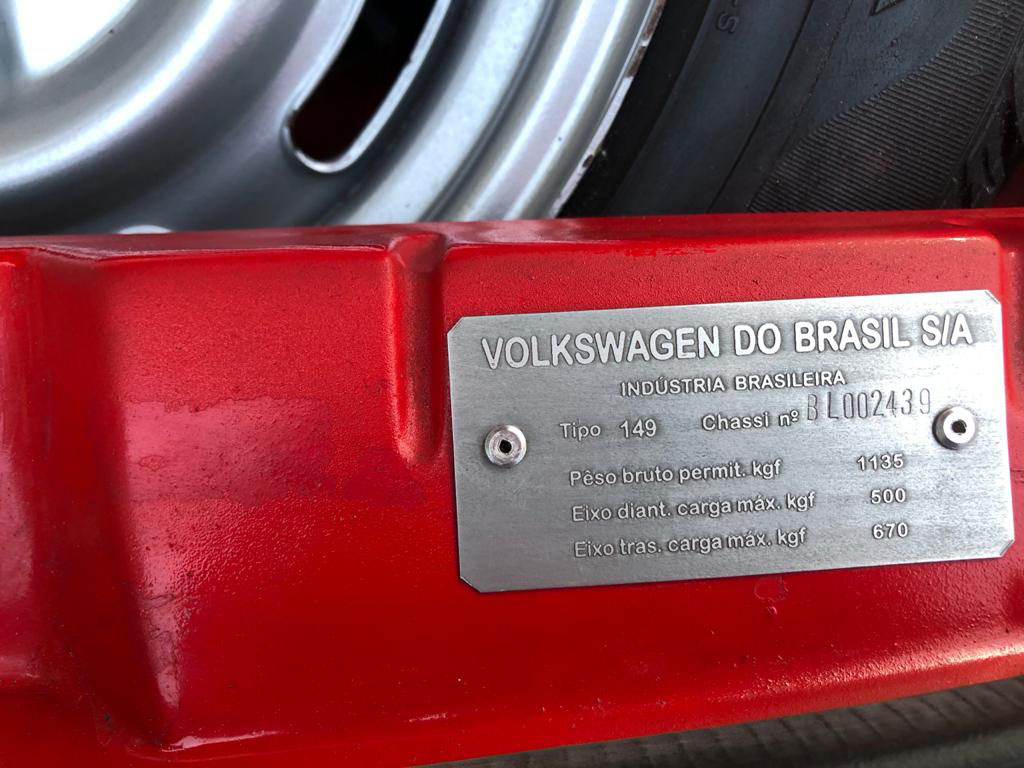 VOLKSWAGEN DO BRASIL S/A
INDÚSTRIA BRASILEIRA
Tipo 149 Chassi nº BL002439
Pêso bruto permit. kgf 1135
Eixo diant. carga máx. kgf 500
Eixo tras. carga máx. kgf 670